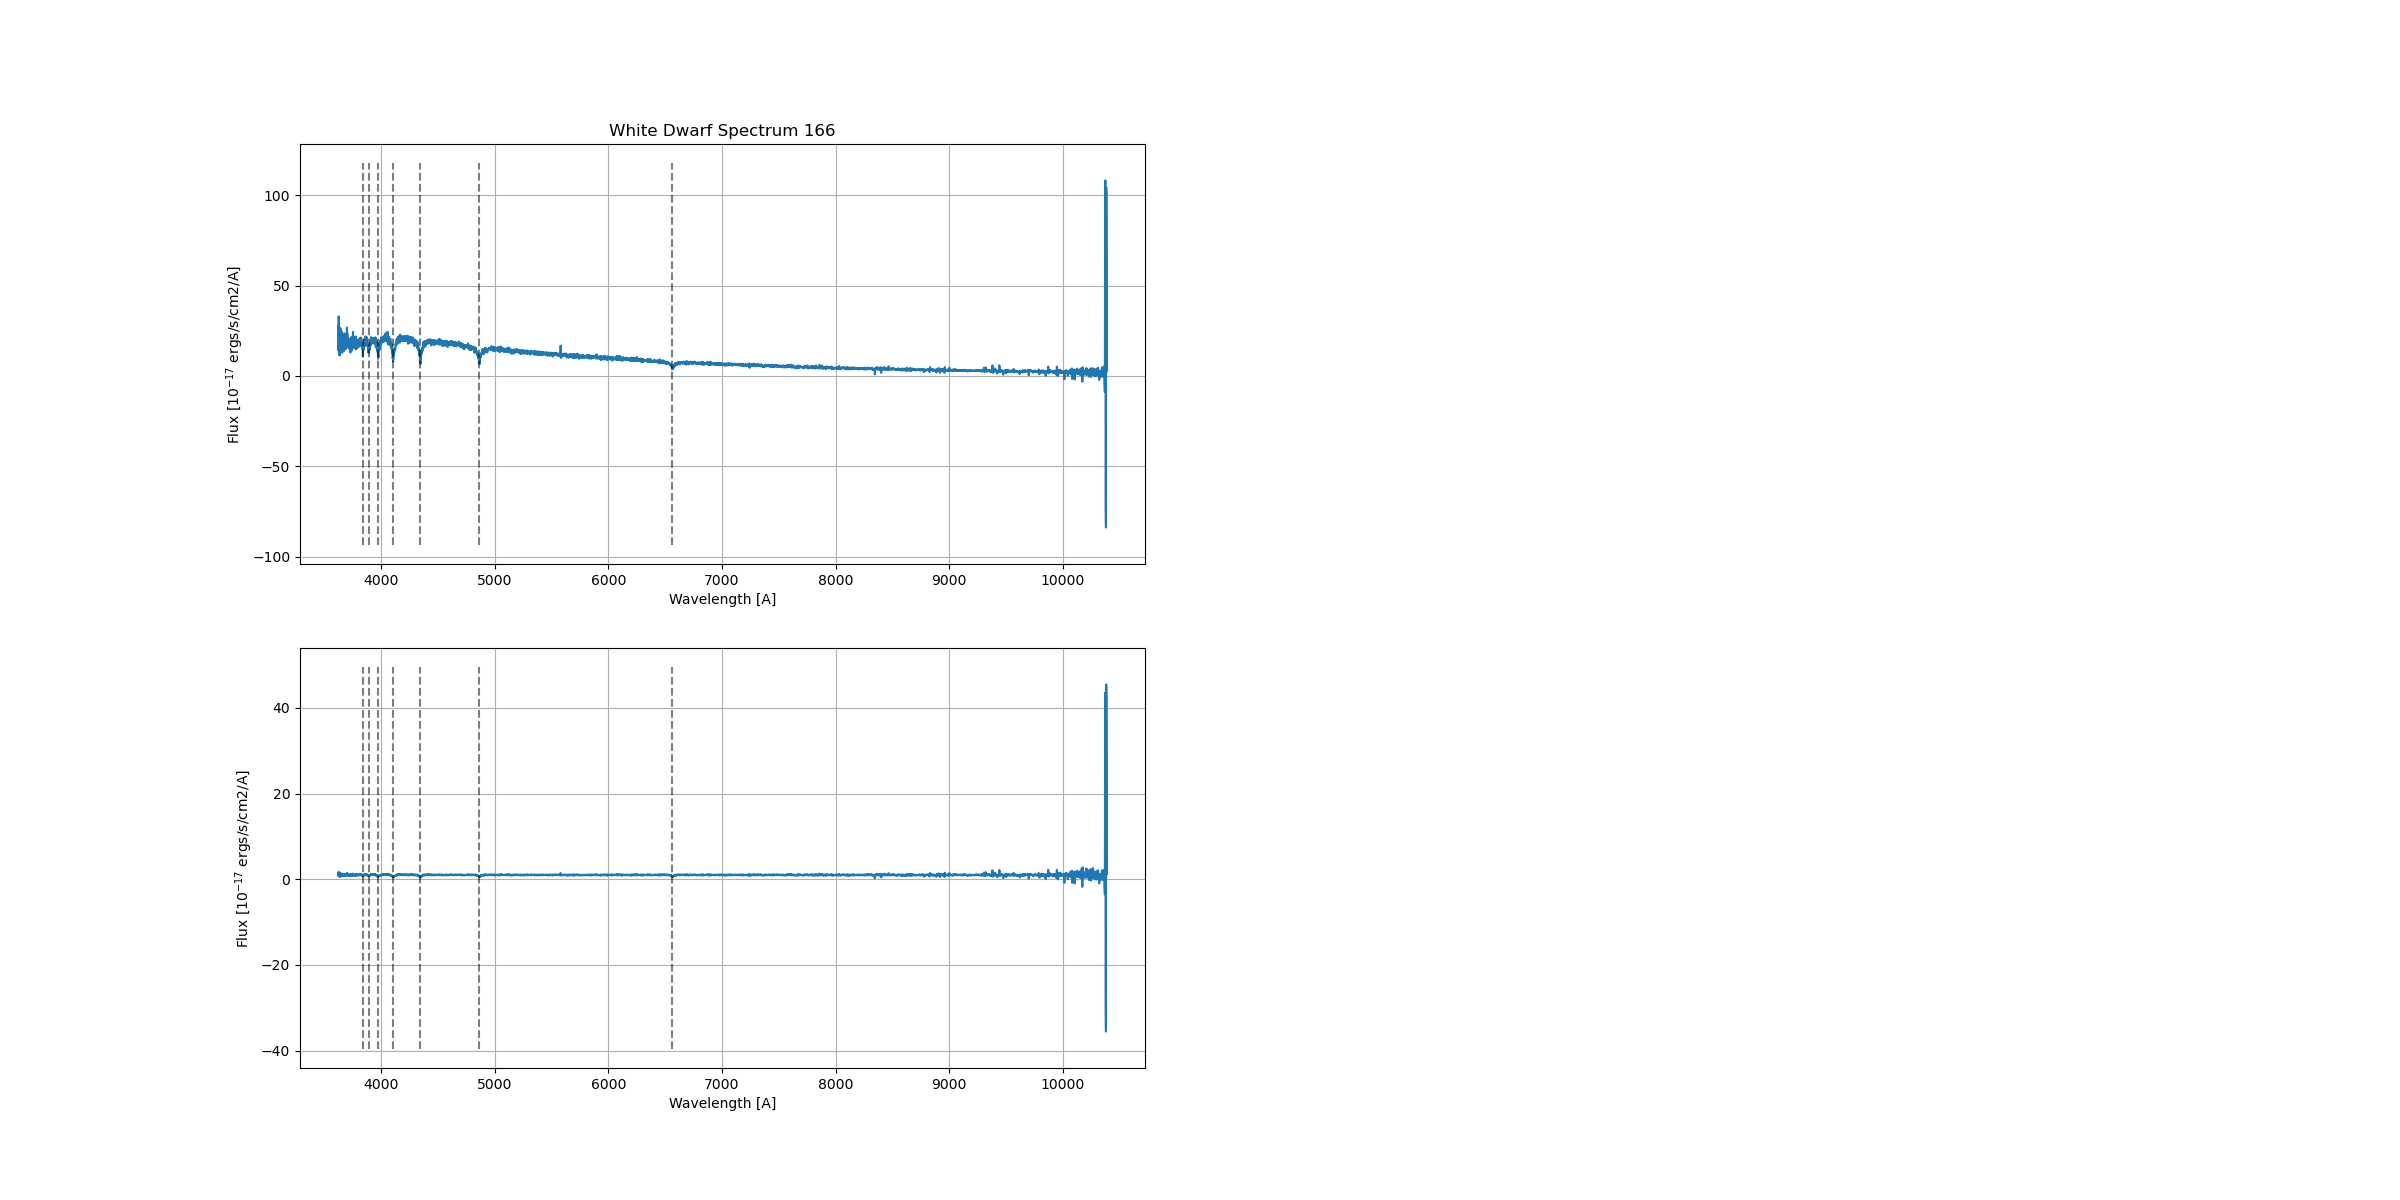 White Dwarf Spectrum 166
100
50
0
−50
−100
Flux [10⁻¹⁷ ergs/s/cm2/A]
4000 5000 6000 7000 8000 9000 10000
Wavelength [A]
40
20
0
−20
−40
Flux [10⁻¹⁷ ergs/s/cm2/A]
4000 5000 6000 7000 8000 9000 10000
Wavelength [A]